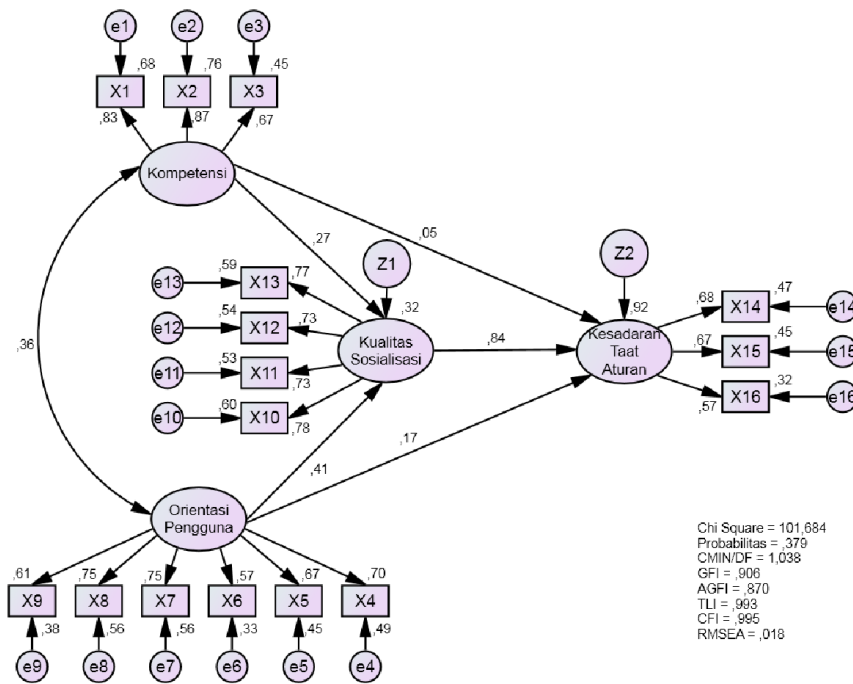 e1 e2 e3
,68 ,76 ,45
X1 X2 X3
,83 ,87 ,67
Kompetensi
,05
,27
Z1 Z2
e13 ,59 X13 ,77
,32 ,92
e12 ,54 X12 ,73
e11 ,53 X11 ,73
e10 ,60 X10 ,78
Kualitas
Sosialisasi
,84
Kesadaran
Taat
Aturan
,68 X14 ,47 e14
,67 X15 ,45 e15
,57 X16 ,32 e16
,36
,17
,41
Orientasi
Pengguna
,61 ,75 ,75 ,57 ,67 ,70
X9 X8 X7 X6 X5 X4
,38 ,56 ,56 ,33 ,45 ,49
e9 e8 e7 e6 e5 e4
Chi Square = 101,684
Probabilitas = ,379
CMIN/DF = 1,038
GFI = ,906
AGFI = ,870
TLI = ,993
CFI = ,995
RMSEA = ,018